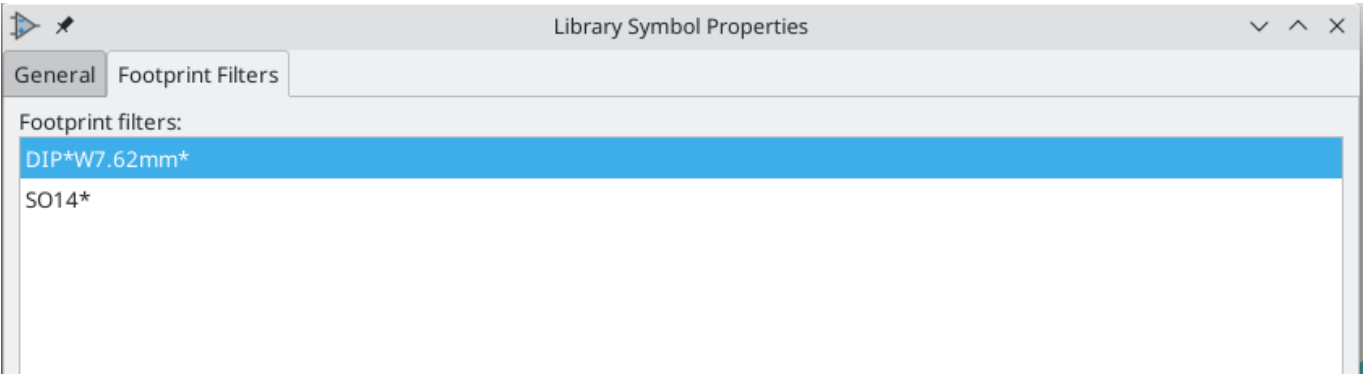 Library Symbol Properties
General Footprint Filters
Footprint filters:
DIP*W7.62mm*
SO14*